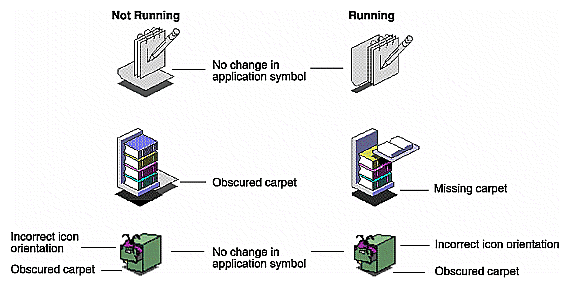 Not Running
Running
No change in
application symbol
Obscured carpet
Missing carpet
Incorrect icon
orientation
Obscured carpet
No change in
application symbol
Incorrect icon orientation
Obscured carpet